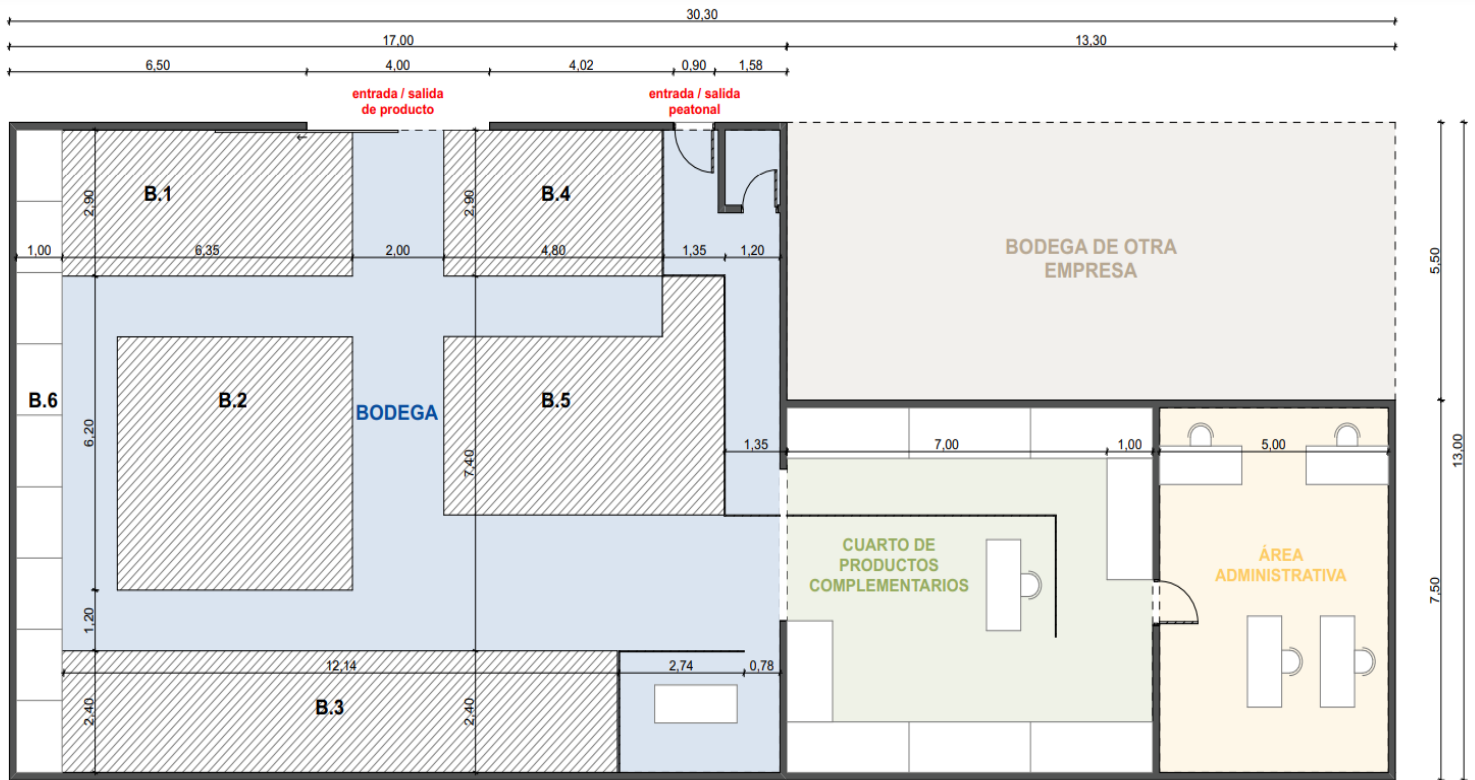 30,30
17,00
13,30
6,50
4,00
4,02
0,90
1,58
entrada / salida
de producto
entrada / salida
peatonal
B.1
B.4
2,90
2,90
1,00
6,35
2,00
4,80
1,35
1,20
BODEGA DE OTRA
EMPRESA
5,50
B.6
B.2
BODEGA
B.5
6,20
7,40
1,35
7,00
1,00
5,00
13,00
CUARTO DE
PRODUCTOS
COMPLEMENTARIOS
ÁREA
ADMINISTRATIVA
7,50
1,20
12,14
2,74
0,78
B.3
2,40
2,40